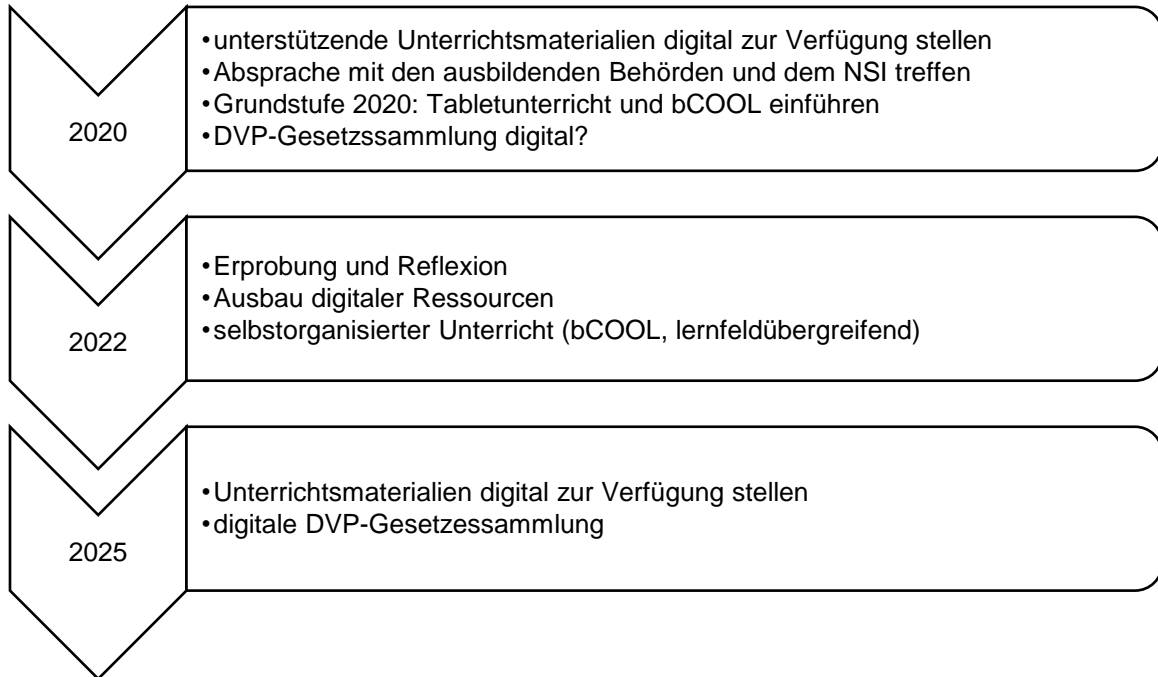 2020
•unterstützende Unterrichtsmaterialien digital zur Verfügung stellen
•Absprache mit den ausbildenden Behörden und dem NSI treffen
•Grundstufe 2020: Tabletunterricht und bCOOL einführen
•DVP-Gesetzssammlung digital?
2022
•Erprobung und Reflexion
•Ausbau digitaler Ressourcen
•selbstorganisierter Unterricht (bCOOL, lernfeldübergreifend)
2025
•Unterrichtsmaterialien digital zur Verfügung stellen
•digitale DVP-Gesetzessammlung